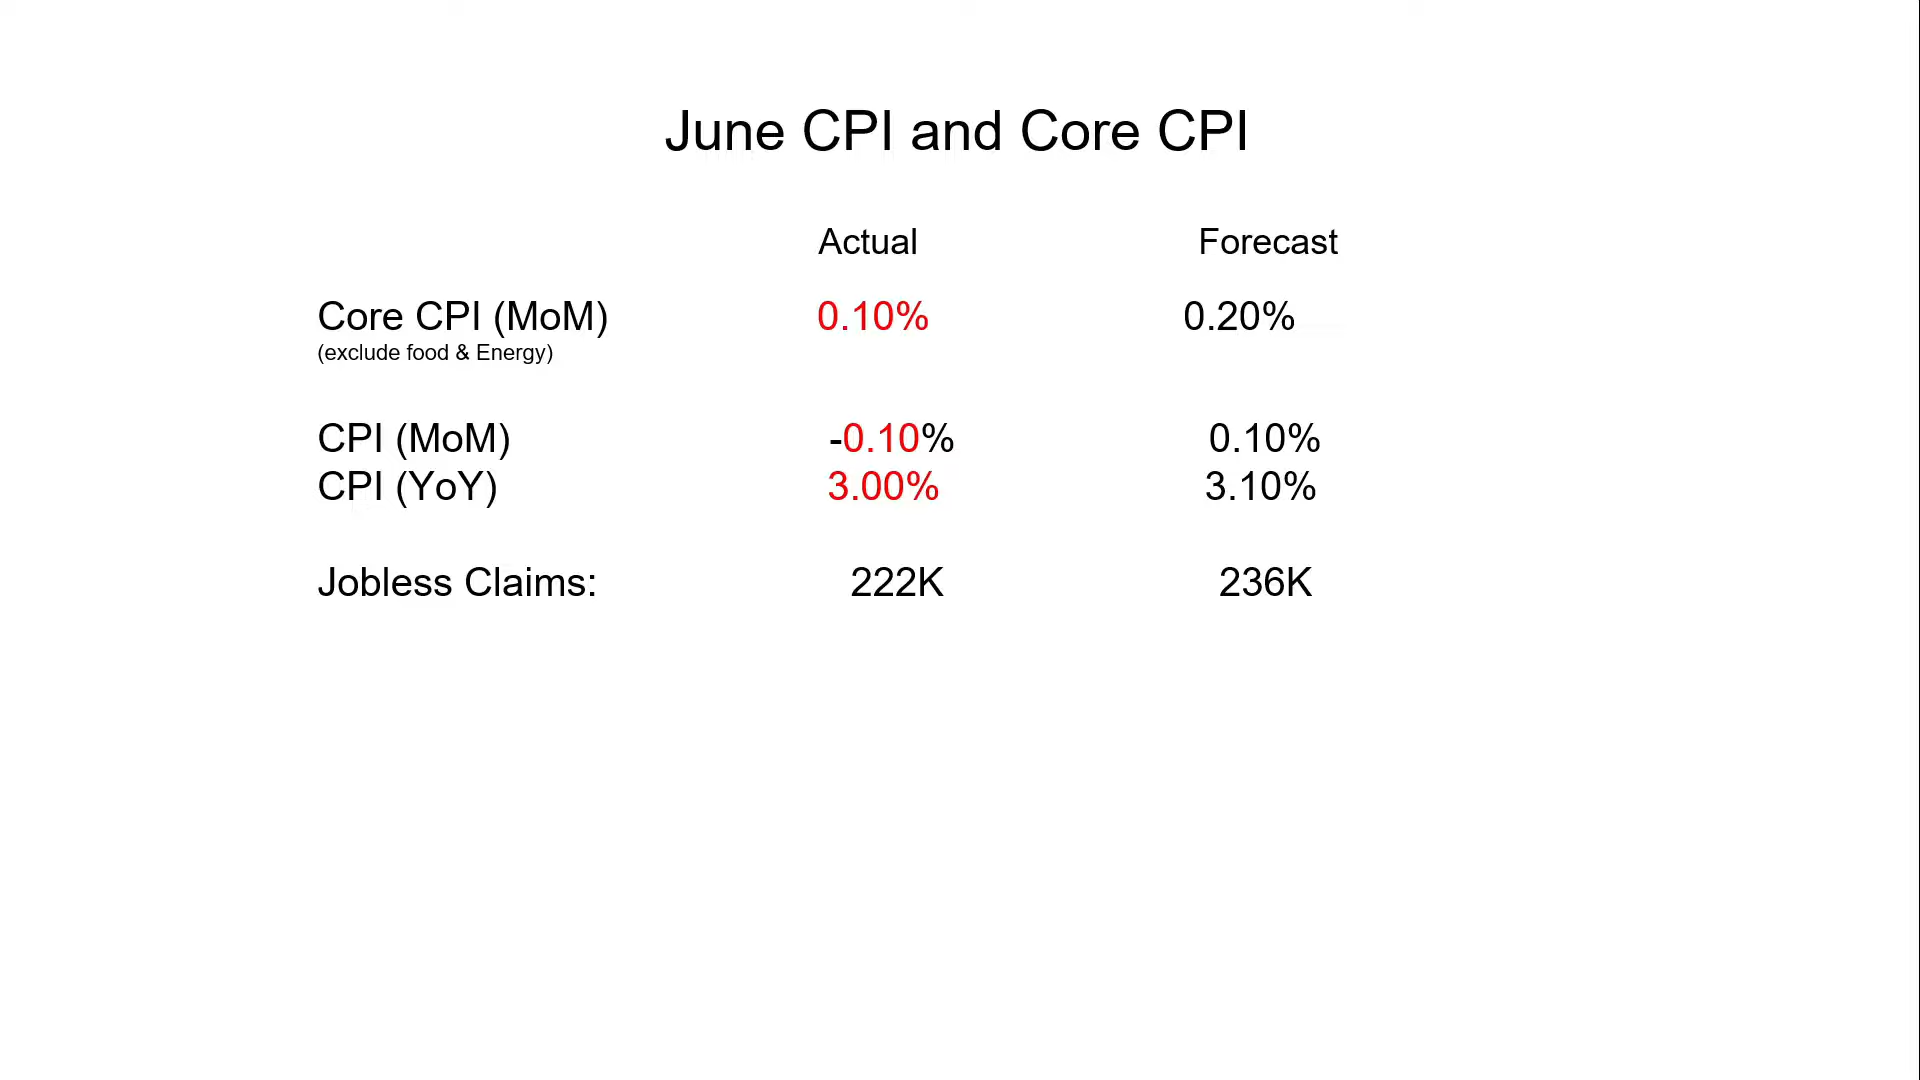 June CPI and Core CPI
Actual Forecast
Core CPI (MoM) 0.10% 0.20%
(exclude food & Energy)
CPI (MoM) -0.10% 0.10%
CPI (YoY) 3.00% 3.10%
Jobless Claims: 222K 236K